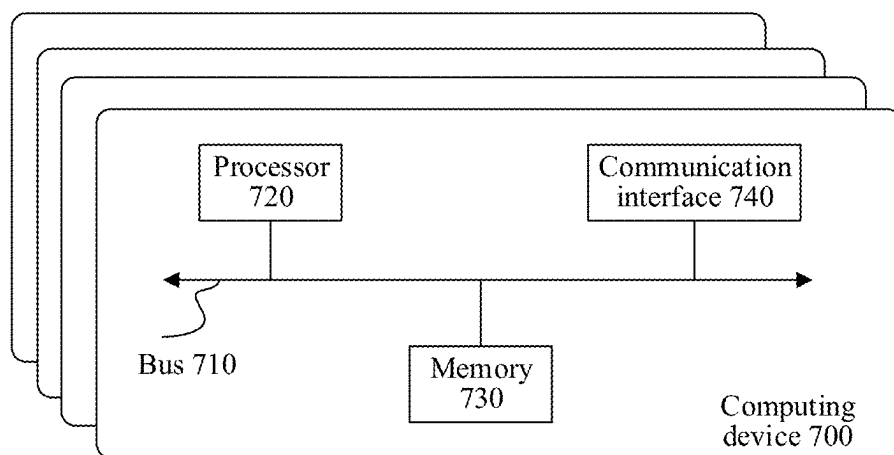 Processor
720
Communication
interface 740
Bus 710
Memory
730
Computing
device 700